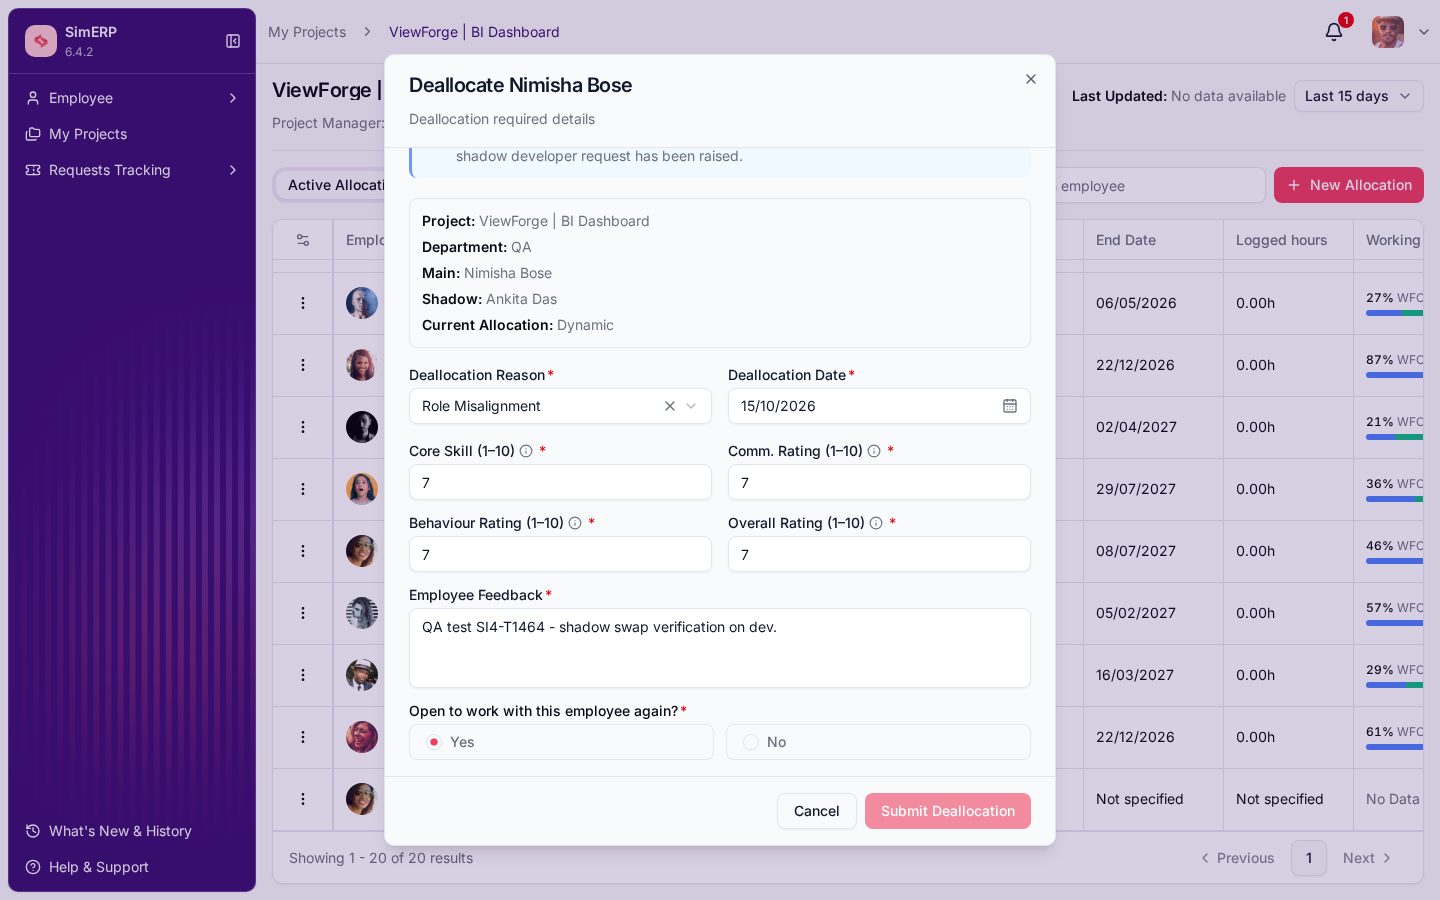 SimERP
6.4.2
Employee
My Projects
Requests Tracking
What's New & History
Help & Support
My Projects
ViewForge | BI Dashboard
1
ViewForge |
Project Manager:
Last Updated: No data available
Last 15 days
Active Allocati
employee
New Allocation
Emplo
End Date
Logged hours
Working
06/05/2026
0.00h
27% WFO
22/12/2026
0.00h
87% WFO
02/04/2027
0.00h
21% WFO
29/07/2027
0.00h
36% WFO
08/07/2027
0.00h
46% WFO
05/02/2027
0.00h
57% WFO
16/03/2027
0.00h
29% WFO
22/12/2026
0.00h
61% WFO
Not specified
Not specified
No Data
Showing 1 - 20 of 20 results
Previous
1
Next
Deallocate Nimisha Bose
Deallocation required details
shadow developer request has been raised.
Project: ViewForge | BI Dashboard
Department: QA
Main: Nimisha Bose
Shadow: Ankita Das
Current Allocation: Dynamic
Deallocation Reason*
Role Misalignment
Deallocation Date*
15/10/2026
Core Skill (1–10) *
7
Comm. Rating (1–10) *
7
Behaviour Rating (1–10) *
7
Overall Rating (1–10) *
7
Employee Feedback*
QA test SI4-T1464 - shadow swap verification on dev.
Open to work with this employee again?*
Yes
No
Cancel
Submit Deallocation